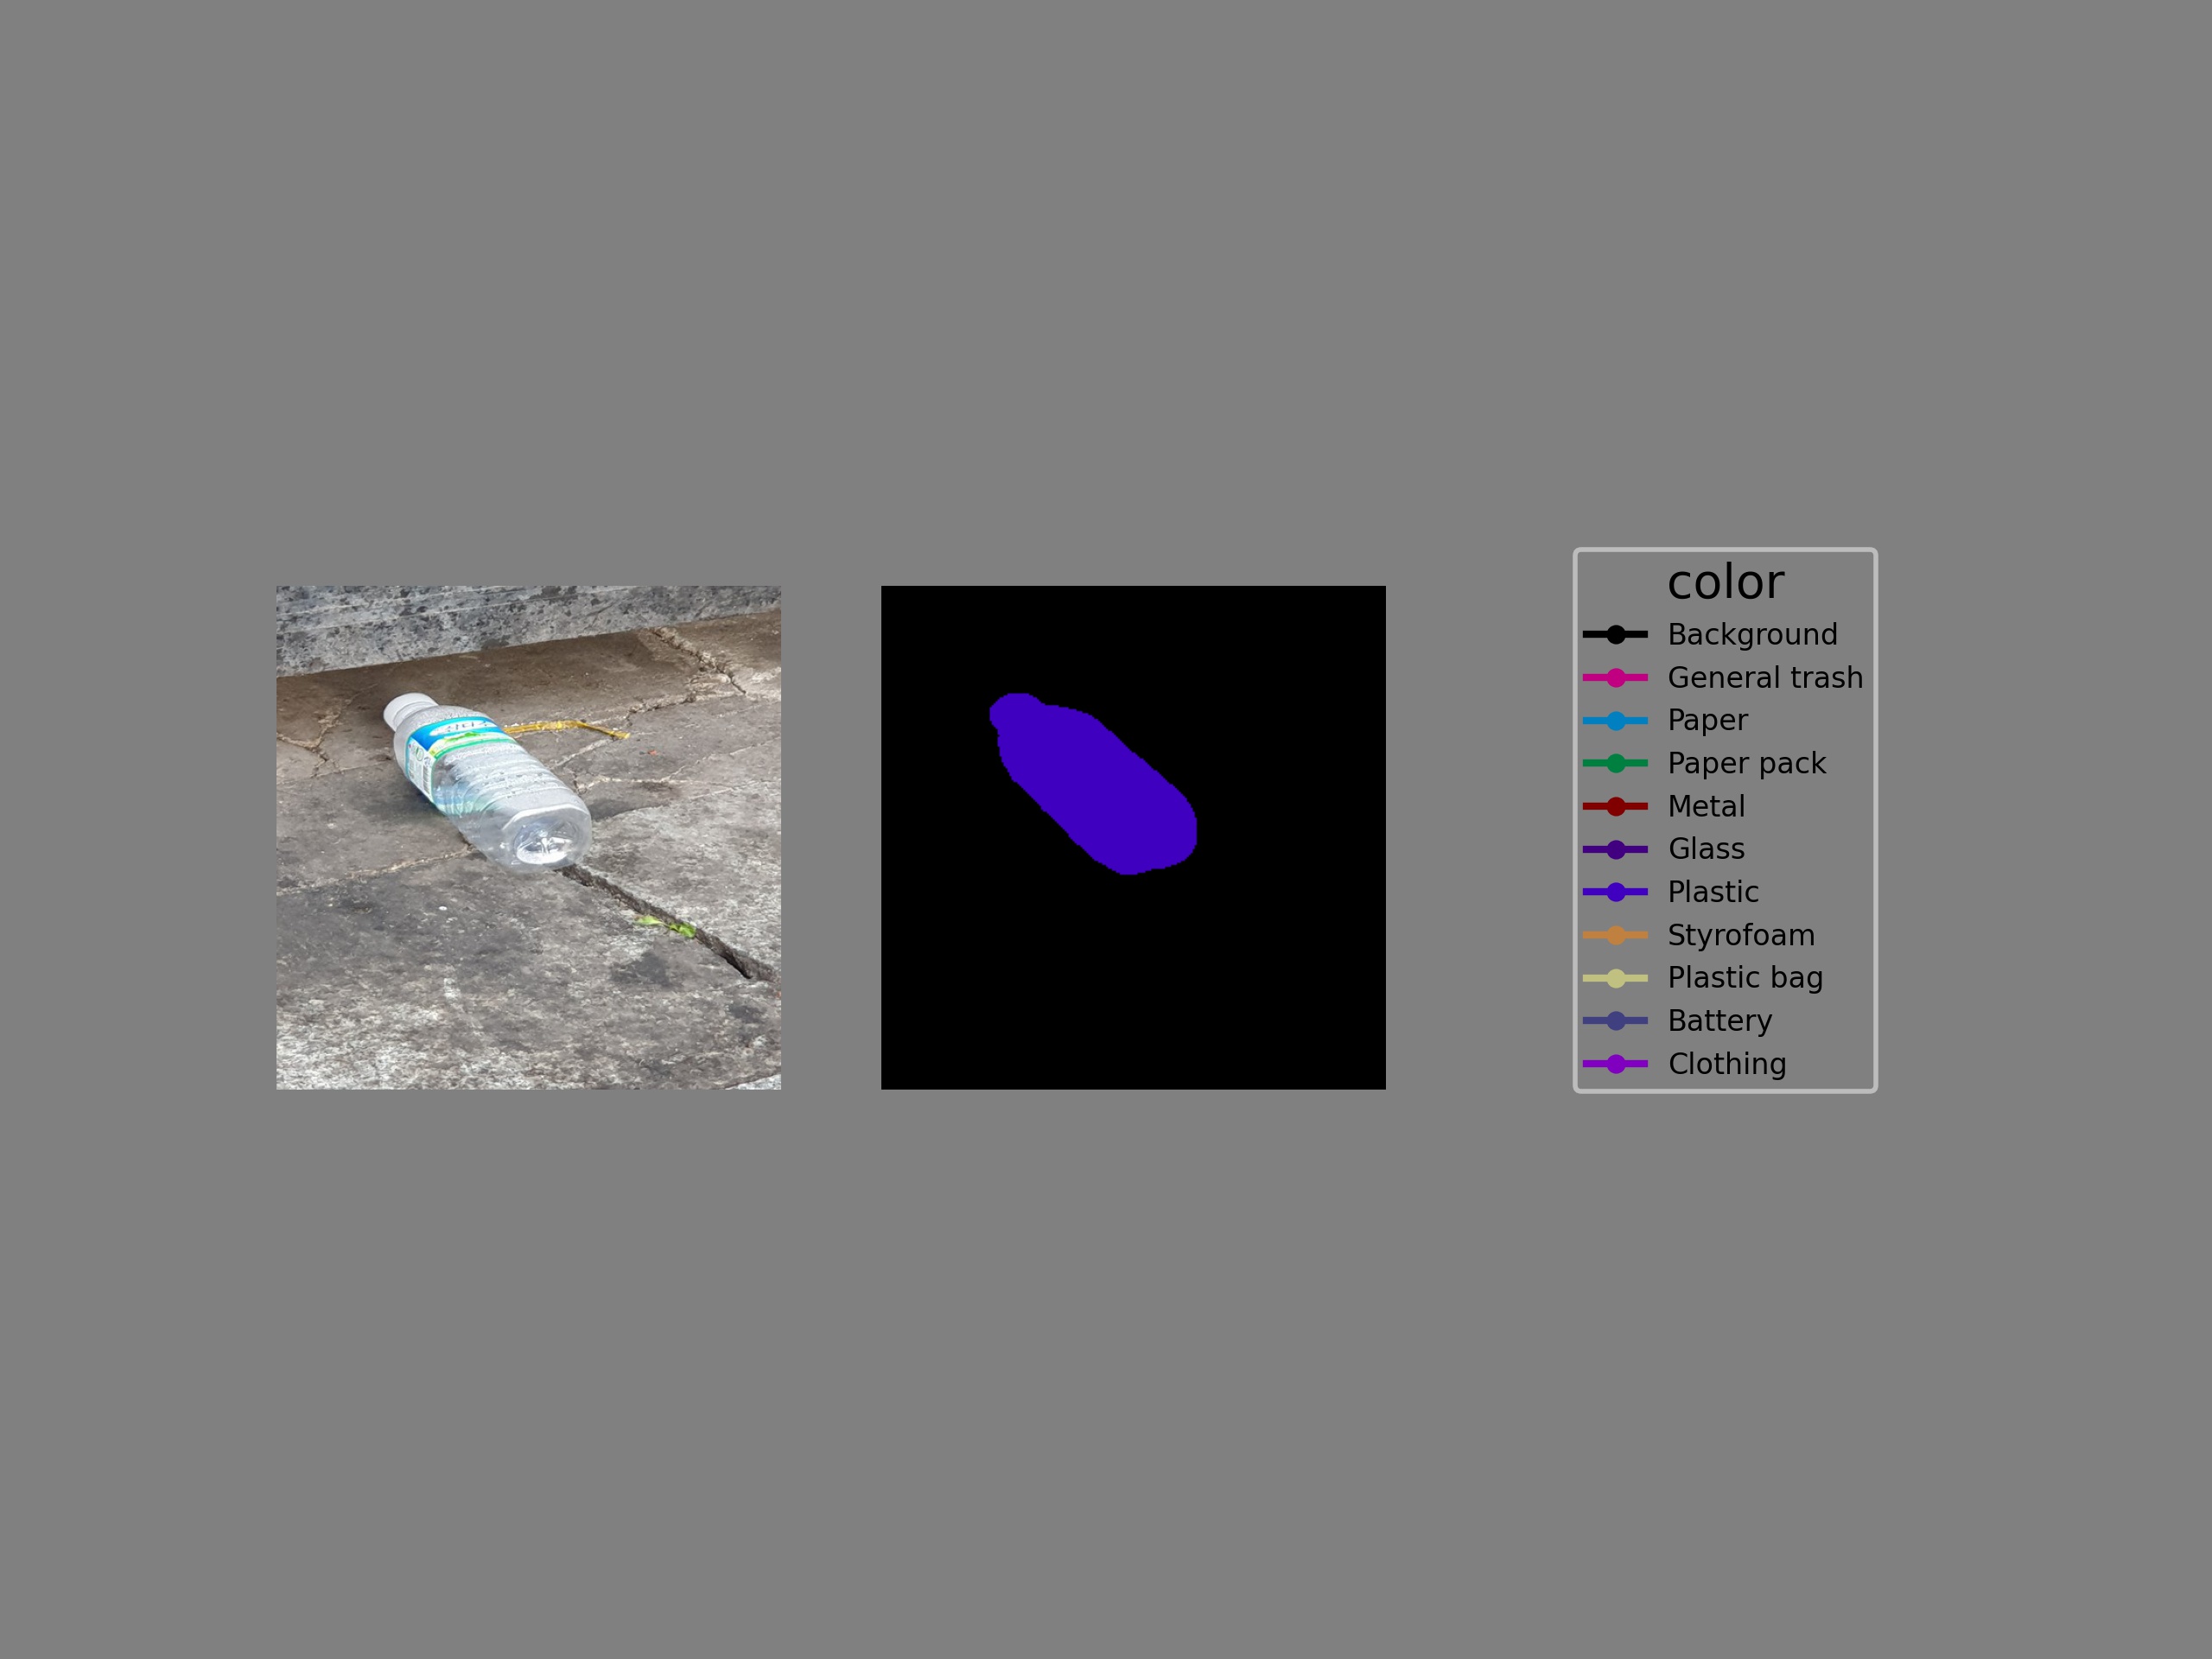 color
Background
General trash
Paper
Paper pack
Metal
Glass
Plastic
Styrofoam
Plastic bag
Battery
Clothing